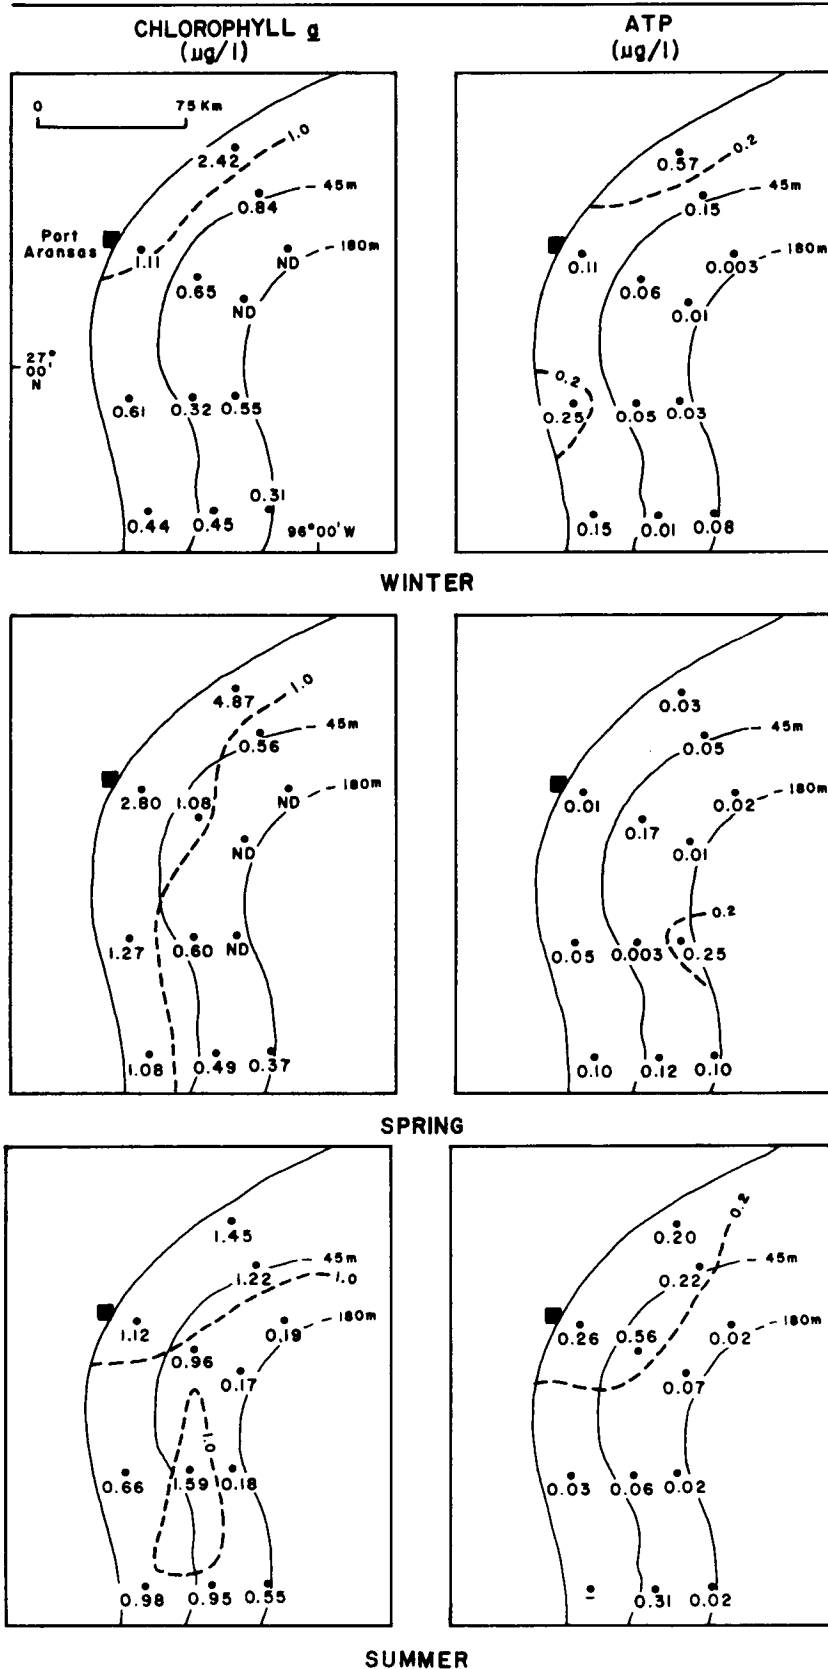 CHLOROPHYLL a
(µg/l)
ATP
(µg/l)
0 75 Km
1.0
2.42
45m
0.84
Port
Aransas
1.11
ND
180m
0.65
ND
27°
00'
N
0.61
0.32
0.55
0.31
0.44
0.45
96°00'W
0.2
0.57
45m
0.15
0.11
180m
0.003
0.06
0.01
0.2
0.25
0.05
0.03
0.15
0.01
0.08
WINTER
1.0
4.87
45m
0.56
2.80
1.08
ND
180m
ND
1.27
0.60
ND
1.08
0.49
0.37
0.03
45m
0.05
0.01
0.02
180m
0.17
0.01
0.2
0.05
0.003
0.25
0.10
0.12
0.10
SPRING
1.45
45m
1.22
1.0
1.12
0.19
180m
0.96
0.17
1.0
0.66
1.59
0.18
0.98
0.95
0.55
0.2
0.20
45m
0.22
0.26
0.56
0.02
180m
0.07
0.03
0.06
0.02
–
0.31
0.02
SUMMER